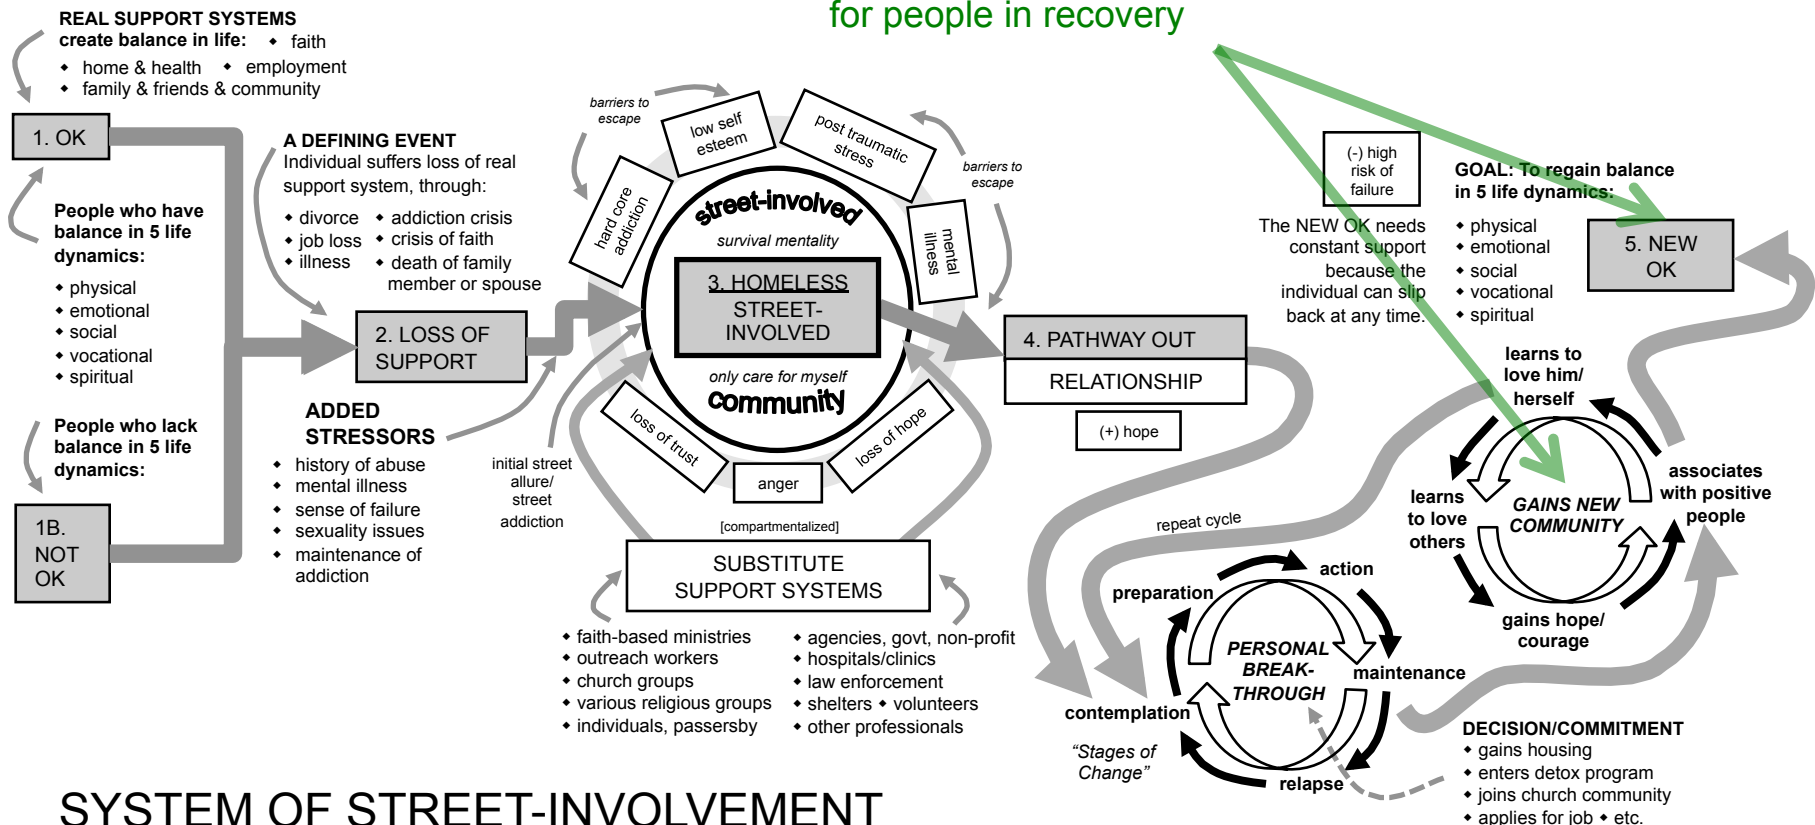 for people in recovery
REAL SUPPORT SYSTEMS
create balance in life: ◆ faith
◆ home & health ◆ employment
◆ family & friends & community
1. OK
People who have
balance in 5 life
dynamics:
◆ physical
◆ emotional
◆ social
◆ vocational
◆ spiritual
People who lack
balance in 5 life
dynamics:
1B.
NOT
OK
A DEFINING EVENT
Individual suffers loss of real
support system, through:
◆ divorce ◆ addiction crisis
◆ job loss ◆ crisis of faith
◆ illness ◆ death of family
member or spouse
2. LOSS OF
SUPPORT
ADDED
STRESSORS
◆ history of abuse
◆ mental illness
◆ sense of failure
◆ sexuality issues
◆ maintenance of
addiction
initial street
allure/
street
addiction
barriers to
escape
hard core
addiction
low self
esteem
post traumatic
stress
mental
illness
barriers to
escape
street-involved
survival mentality
3. HOMELESS
STREET-
INVOLVED
only care for myself
community
loss of trust
anger
loss of hope
[compartmentalized]
SUBSTITUTE
SUPPORT SYSTEMS
◆ faith-based ministries
◆ outreach workers
◆ church groups
◆ various religious groups
◆ individuals, passersby
◆ agencies, govt, non-profit
◆ hospitals/clinics
◆ law enforcement
◆ shelters ◆ volunteers
◆ other professionals
4. PATHWAY OUT
RELATIONSHIP
(+) hope
(-) high
risk of
failure
The NEW OK needs
constant support
because the
individual can slip
back at any time.
GOAL: To regain balance
in 5 life dynamics:
◆ physical
◆ emotional
◆ social
◆ vocational
◆ spiritual
5. NEW
OK
learns to
love him/
herself
learns
to love
others
GAINS NEW
COMMUNITY
associates
with positive
people
gains hope/
courage
repeat cycle
preparation
action
PERSONAL
BREAK-
THROUGH
maintenance
contemplation
relapse
"Stages of
Change"
DECISION/COMMITMENT
◆ gains housing
◆ enters detox program
◆ joins church community
◆ applies for job ◆ etc.
SYSTEM OF STREET-INVOLVEMENT